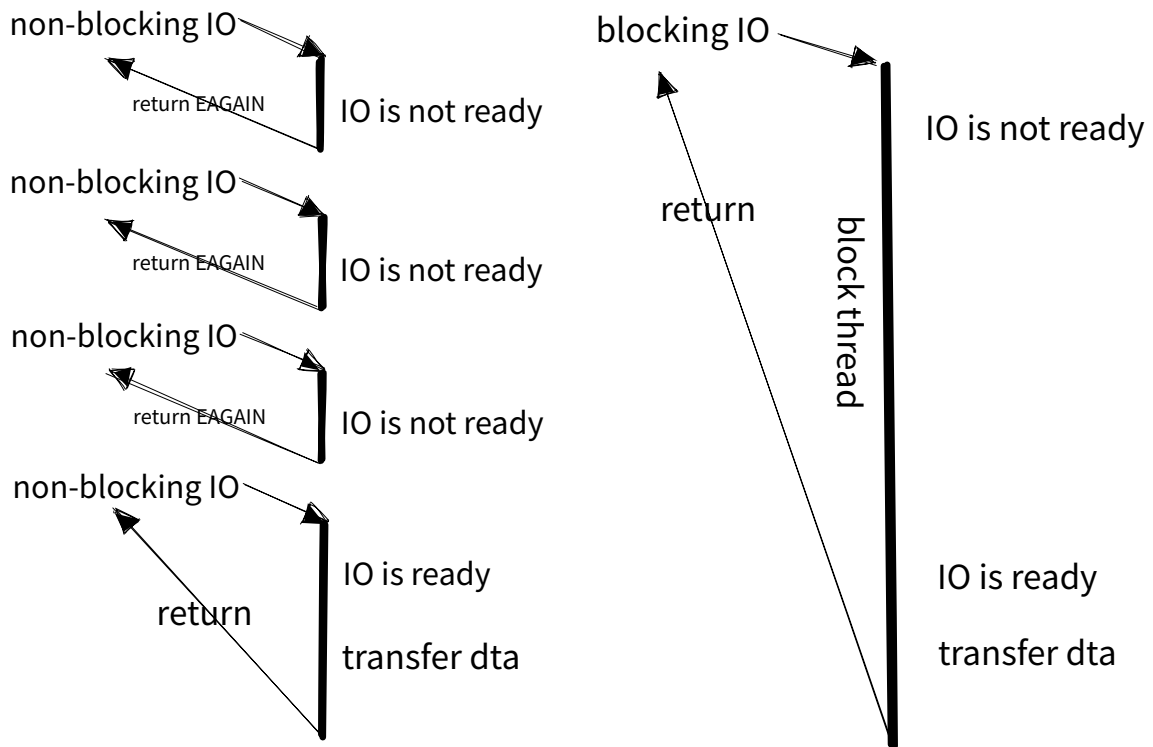 non-blocking IO
return EAGAIN
IO is not ready
non-blocking IO
return EAGAIN
IO is not ready
non-blocking IO
return EAGAIN
IO is not ready
non-blocking IO
IO is ready
return
transfer dta
blocking IO
IO is not ready
return
block thread
IO is ready
transfer dta